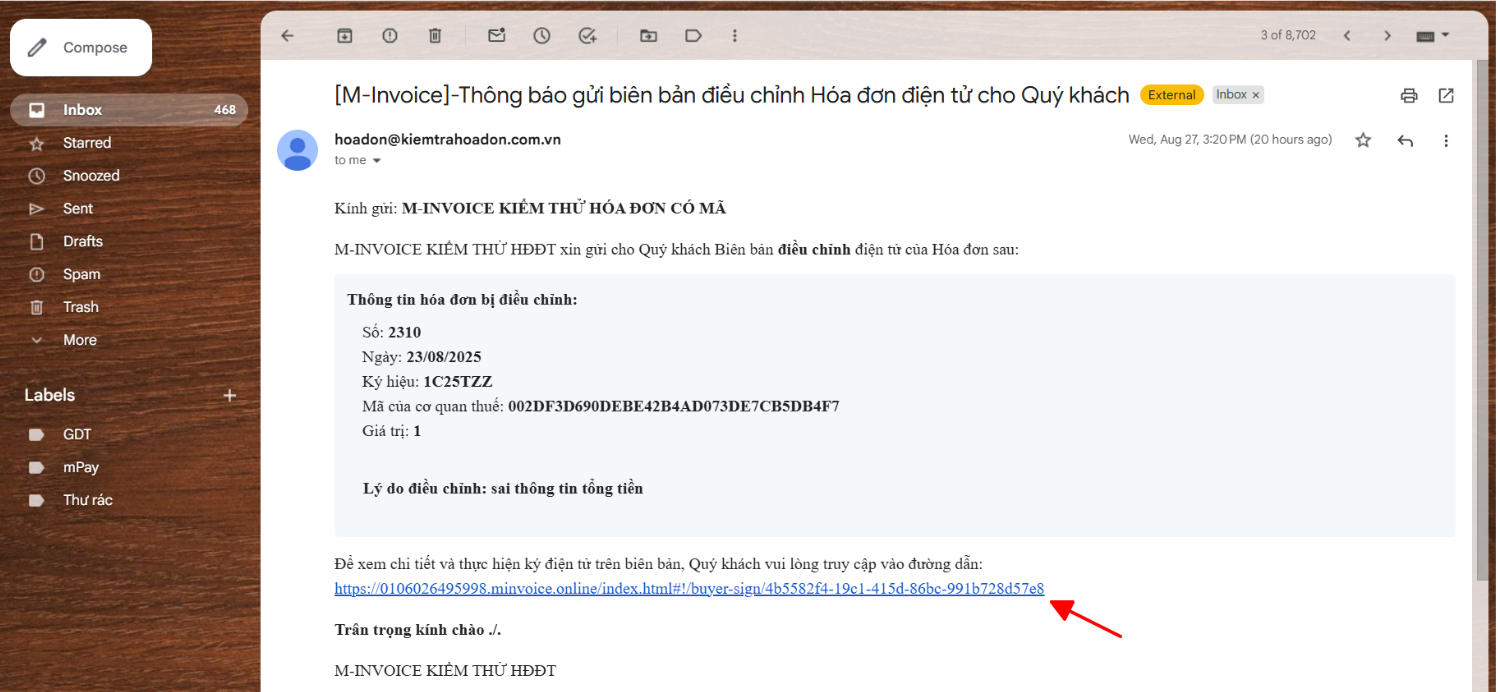 Compose
3 of 8,702
[M-Invoice]-Thông báo gửi biên bản điều chỉnh Hóa đơn điện tử cho Quý khách External Inbox ×
Inbox 468
Starred
Snoozed
Sent
Drafts
Spam
Trash
More
Labels +
GDT
mPay
Thư rác
hoadon@kiemtrahoadon.com.vn
Wed, Aug 27, 3:20 PM (20 hours ago)
to me
Kính gửi: M-INVOICE KIỂM THỬ HÓA ĐƠN CÓ MÃ
M-INVOICE KIỂM THỬ HĐĐT xin gửi cho Quý khách Biên bản điều chỉnh điện tử của Hóa đơn sau:
Thông tin hóa đơn bị điều chỉnh:
Số: 2310
Ngày: 23/08/2025
Ký hiệu: 1C25TZZ
Mã của cơ quan thuế: 002DF3D690DEBE42B4AD073DE7CB5DB4F7
Giá trị: 1
Lý do điều chỉnh: sai thông tin tổng tiền
Để xem chi tiết và thực hiện ký điện tử trên biên bản, Quý khách vui lòng truy cập vào đường dẫn:
https://0106026495998.minvoice.online/index.html#!/buyer-sign/4b5582f4-19c1-415d-86bc-991b728d57e8
Trân trọng kính chào ./.
M-INVOICE KIỂM THỬ HĐĐT